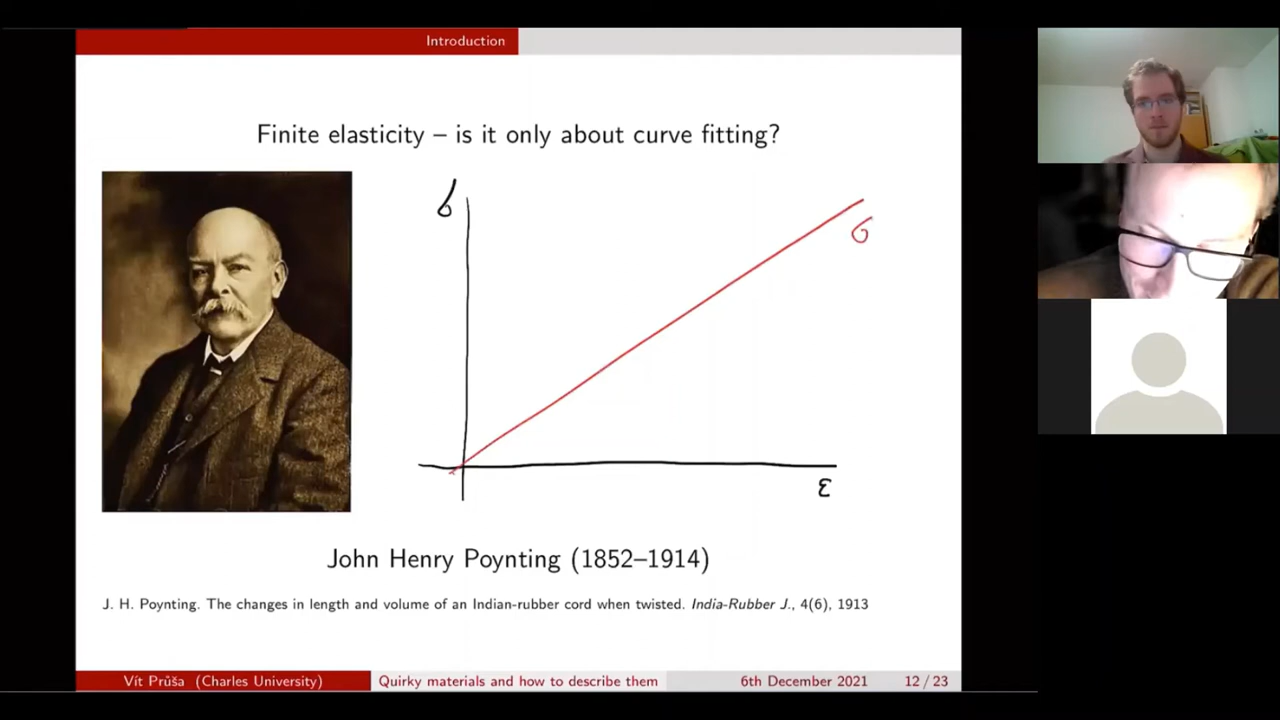 Introduction
Finite elasticity – is it only about curve fitting?
σ
σ
ε
John Henry Poynting (1852–1914)
J. H. Poynting. The changes in length and volume of an Indian-rubber cord when twisted. India-Rubber J., 4(6), 1913
Vít Průša (Charles University) Quirky materials and how to describe them 6th December 2021 12 / 23